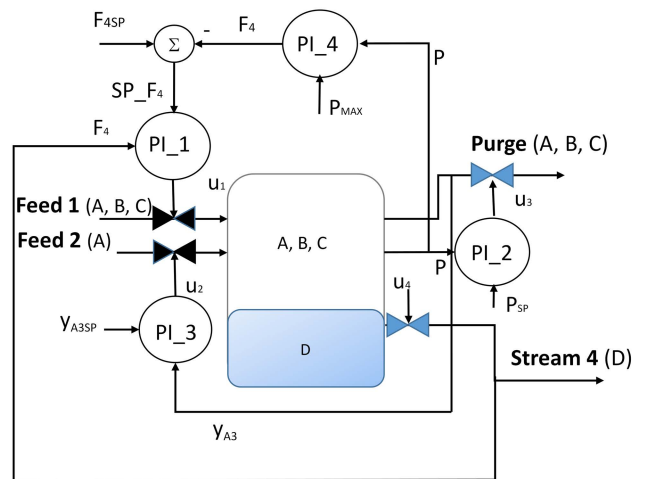 F4SP
Σ
-
F4
PI_4
P
SP_F4
PMAX
F4
PI_1
Purge (A, B, C)
u1
u3
Feed 1 (A, B, C)
Feed 2 (A)
A, B, C
PI_2
P
u2
u4
PSP
yA3SP
PI_3
D
Stream 4 (D)
yA3